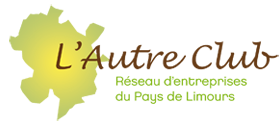 L'Autre Club
Réseau d'entreprises
du Pays de Limours